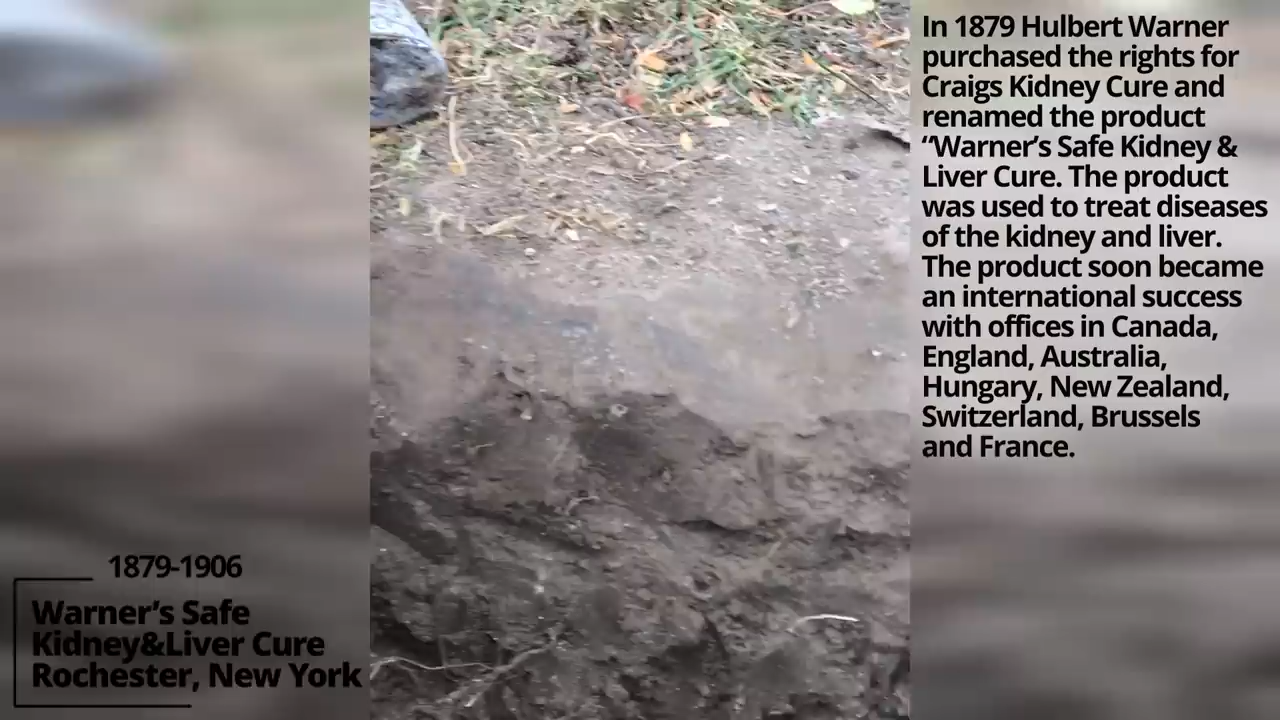 In 1879 Hulbert Warner
purchased the rights for
Craigs Kidney Cure and
renamed the product
“Warner’s Safe Kidney &
Liver Cure. The product
was used to treat diseases
of the kidney and liver.
The product soon became
an international success
with offices in Canada,
England, Australia,
Hungary, New Zealand,
Switzerland, Brussels
and France.
1879-1906
Warner’s Safe
Kidney&Liver Cure
Rochester, New York